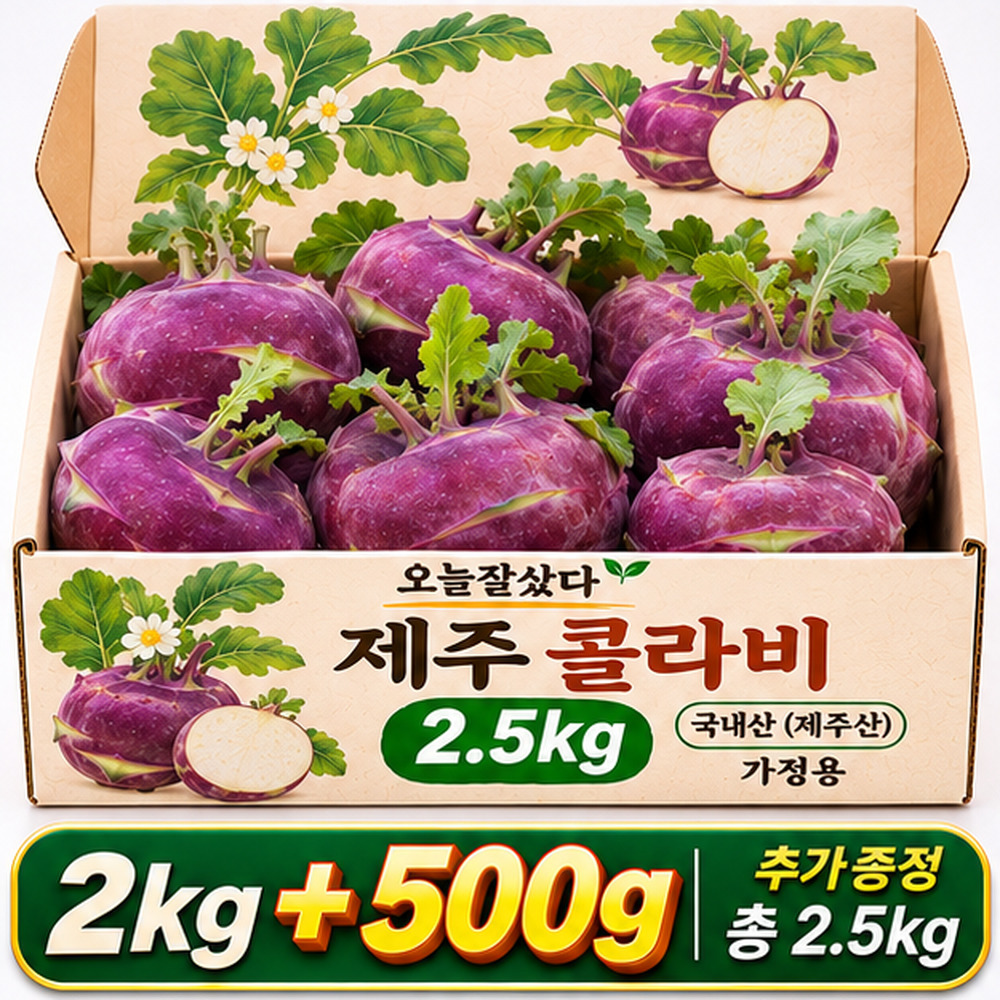 오늘잘샀다
제주 콜라비
2.5kg
국내산 (제주산)
가정용
2kg+500g
추가증정
총 2.5kg